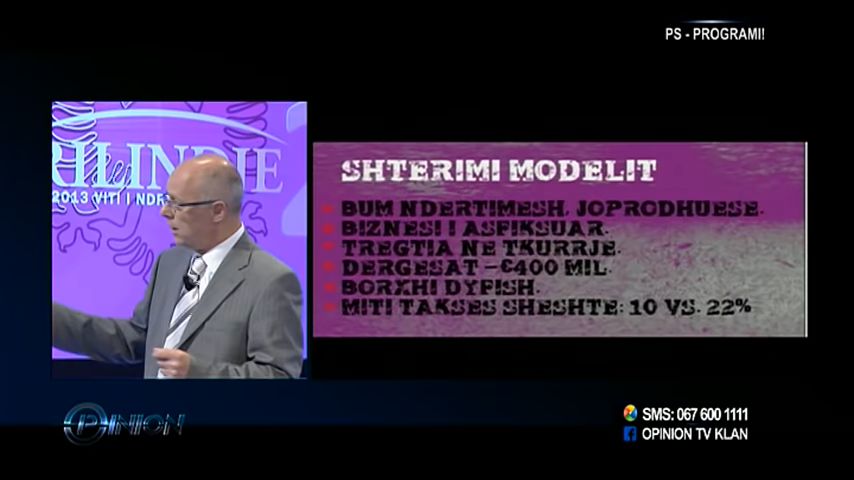 PS - PROGRAMI!
RILINDJE 2
2013 VITI I NDR
SHTERIMI MODELIT
BUM NDERTIMESH, JOPRODHUESE.
BIZNESI I ASFIKSUAR.
TREGTIA NE TKURRJE.
DERGESAT -€400 MIL.
BORXHI DYFISH.
MITI TAKSES SHESHTE: 10 VS. 22%
OPINION
SMS: 067 600 1111
OPINION TV KLAN